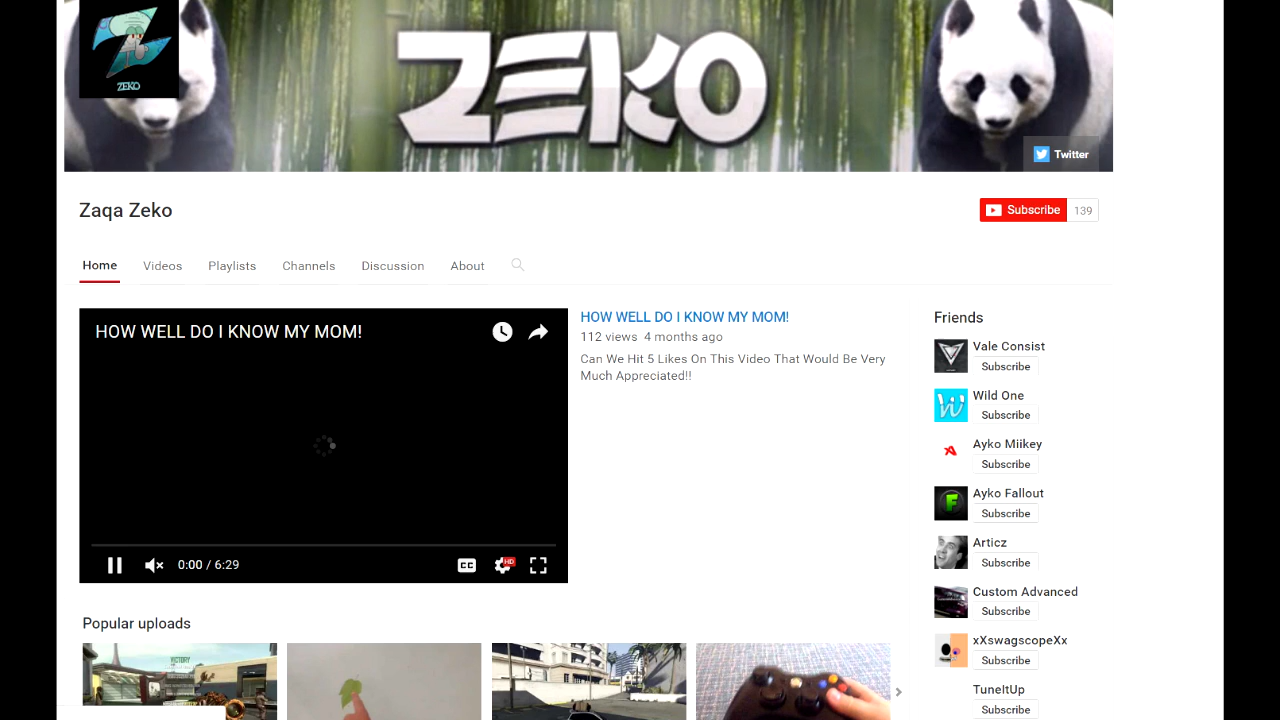 ZEKO
ZEKO
Twitter
Zaqa Zeko
Subscribe 139
Home Videos Playlists Channels Discussion About
HOW WELL DO I KNOW MY MOM!
0:00 / 6:29
CC
HD
HOW WELL DO I KNOW MY MOM!
112 views 4 months ago
Can We Hit 5 Likes On This Video That Would Be Very
Much Appreciated!!
Friends
Vale Consist
Subscribe
Wild One
Subscribe
Ayko Miikey
Subscribe
Ayko Fallout
Subscribe
Articz
Subscribe
Custom Advanced
Subscribe
xXswagscopeXx
Subscribe
TuneItUp
Subscribe
Popular uploads
VICTORY